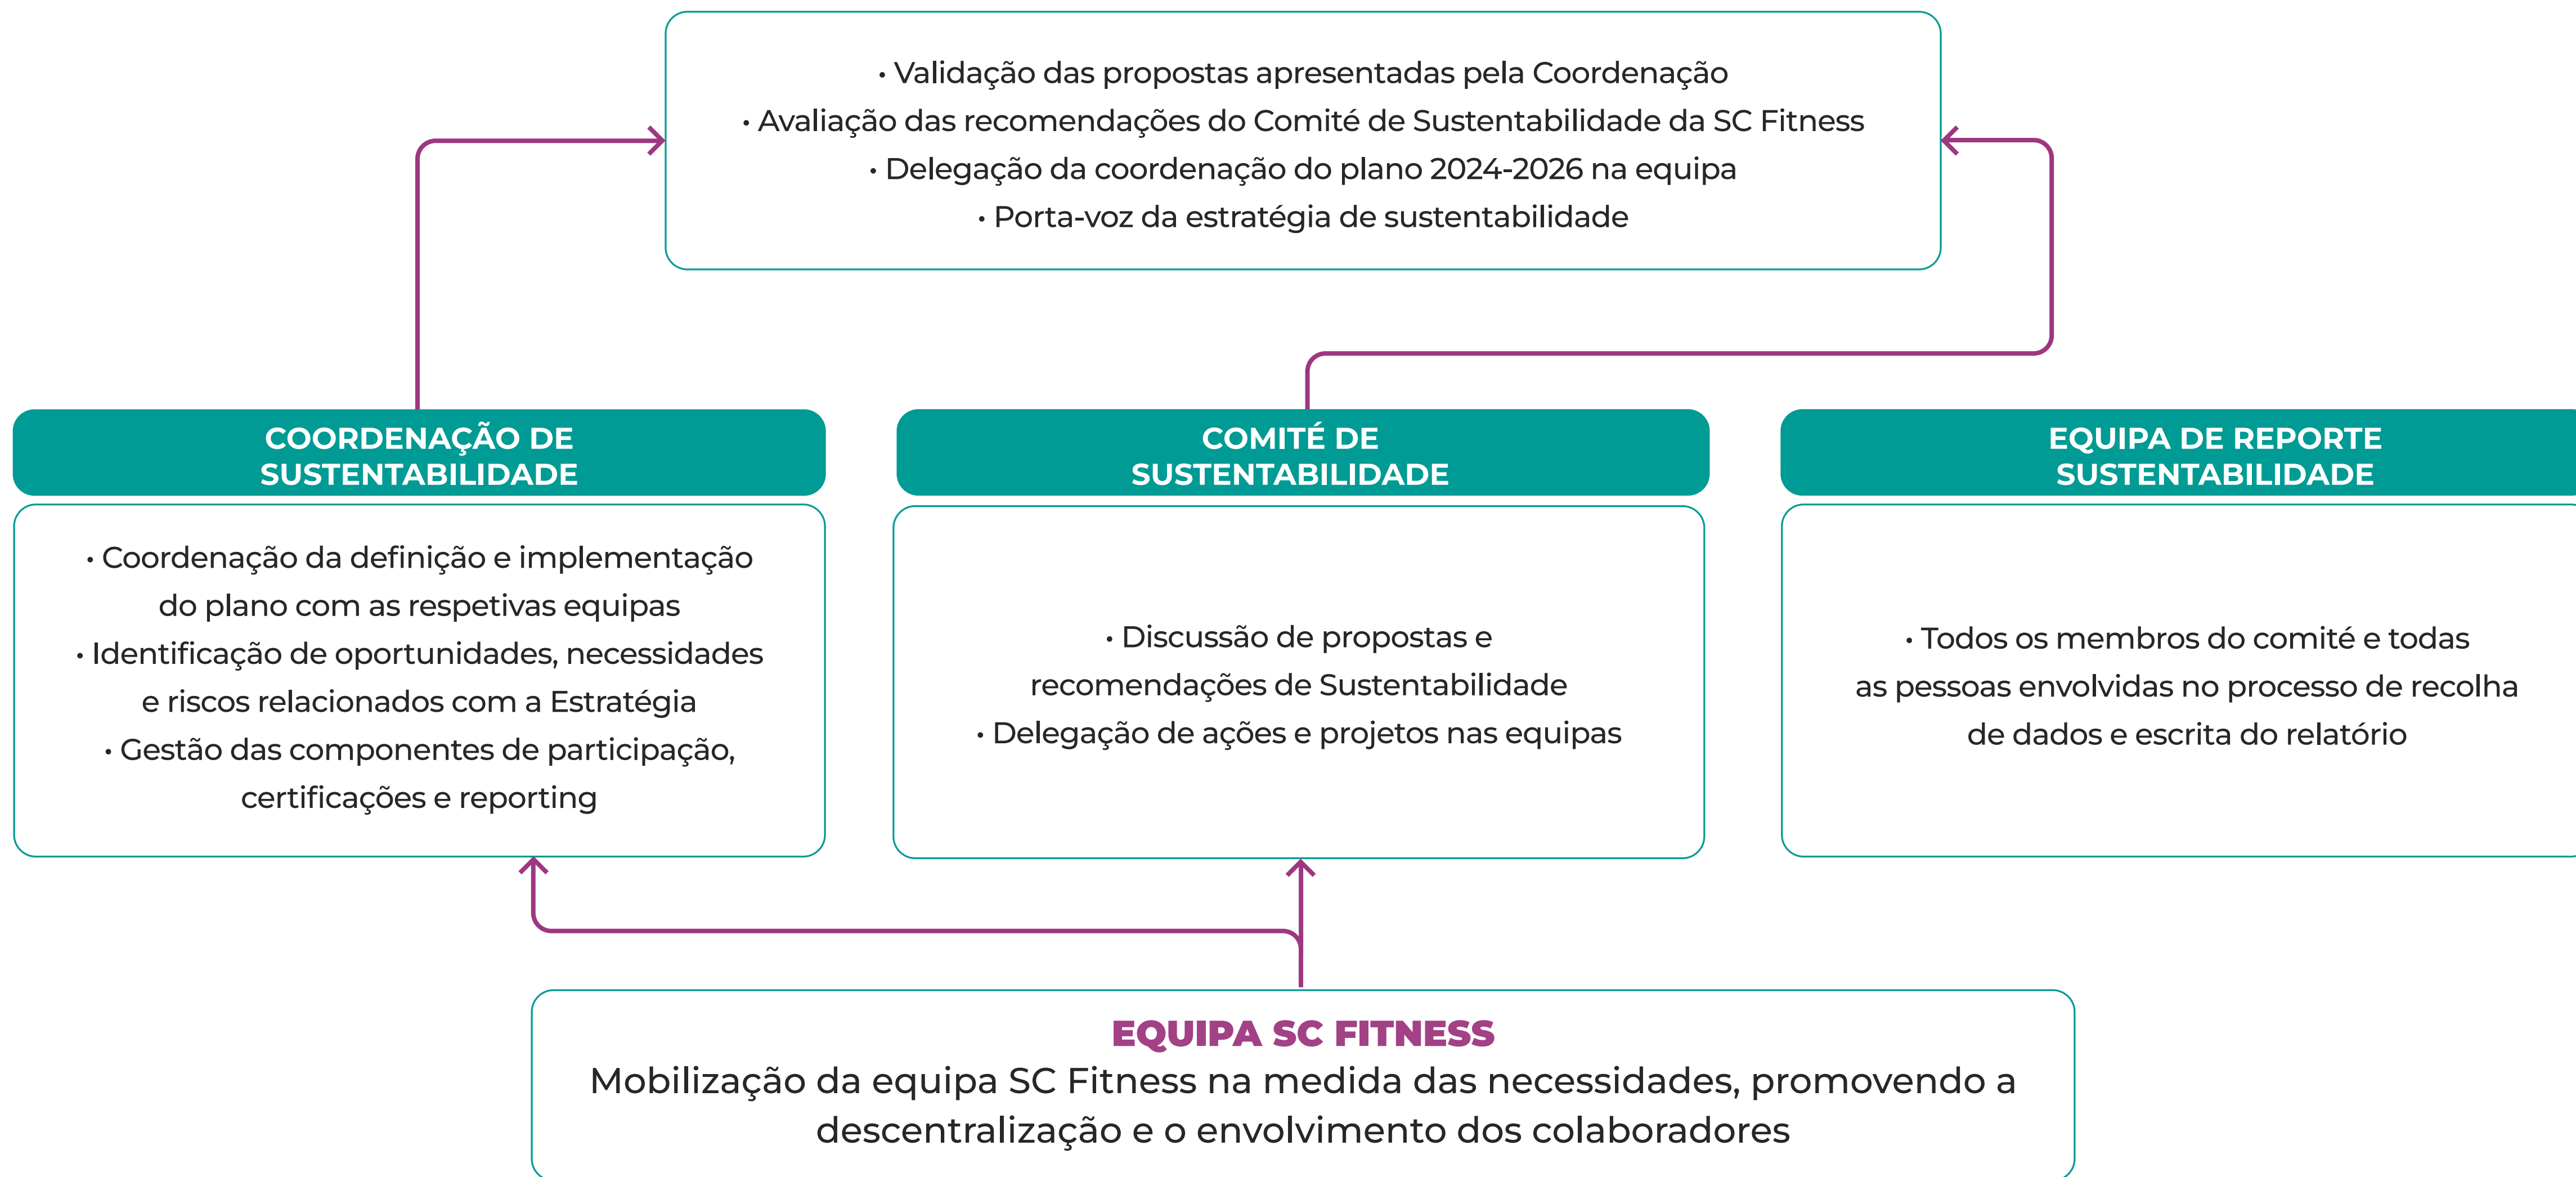 • Validação das propostas apresentadas pela Coordenação
• Avaliação das recomendações do Comité de Sustentabilidade da SC Fitness
• Delegação da coordenação do plano 2024-2026 na equipa
• Porta-voz da estratégia de sustentabilidade
COORDENAÇÃO DE
SUSTENTABILIDADE
• Coordenação da definição e implementação
do plano com as respetivas equipas
• Identificação de oportunidades, necessidades
e riscos relacionados com a Estratégia
• Gestão das componentes de participação,
certificações e reporting
COMITÉ DE
SUSTENTABILIDADE
• Discussão de propostas e
recomendações de Sustentabilidade
• Delegação de ações e projetos nas equipas
EQUIPA DE REPORTE
SUSTENTABILIDADE
• Todos os membros do comité e todas
as pessoas envolvidas no processo de recolha
de dados e escrita do relatório
EQUIPA SC FITNESS
Mobilização da equipa SC Fitness na medida das necessidades, promovendo a
descentralização e o envolvimento dos colaboradores